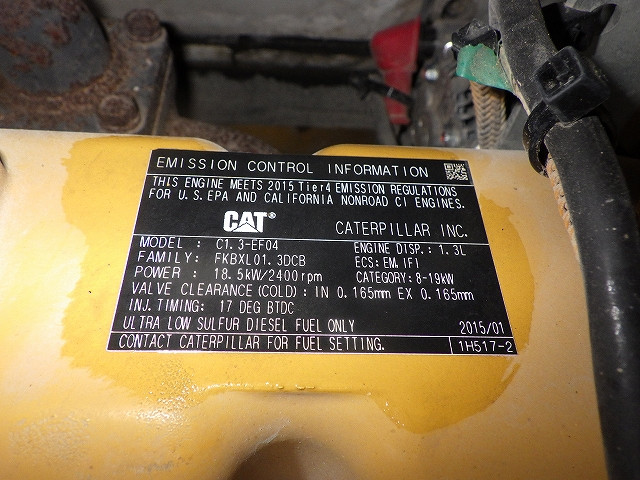 EMISSION CONTROL INFORMATION
THIS ENGINE MEETS 2015 Tier4 EMISSION REGULATIONS
FOR U.S. EPA AND CALIFORNIA NONROAD CI ENGINES.
CAT® CATERPILLAR INC.
MODEL : C1.3-EF04 ENGINE DISP.: 1.3L
FAMILY: FKBXL01.3DCB ECS: EM, IFI
POWER : 18.5kW/2400rpm CATEGORY: 8-19kW
VALVE CLEARANCE (COLD): IN 0.165mm EX 0.165mm
INJ. TIMING: 17 DEG BTDC
ULTRA LOW SULFUR DIESEL FUEL ONLY 2015/01
CONTACT CATERPILLAR FOR FUEL SETTING. 1H517-2